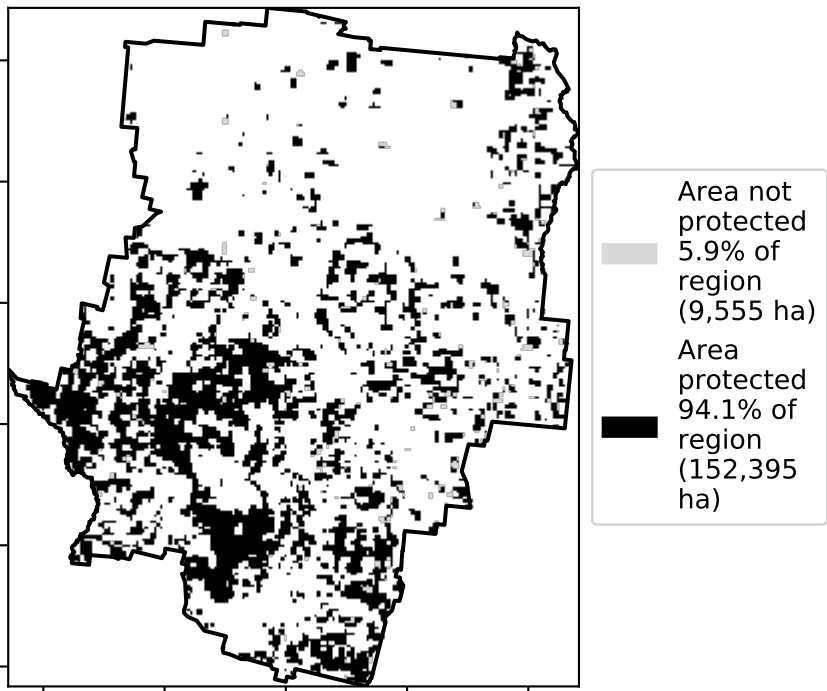 Area not
protected
5.9% of
region
(9,555 ha)
Area
protected
94.1% of
region
(152,395
ha)